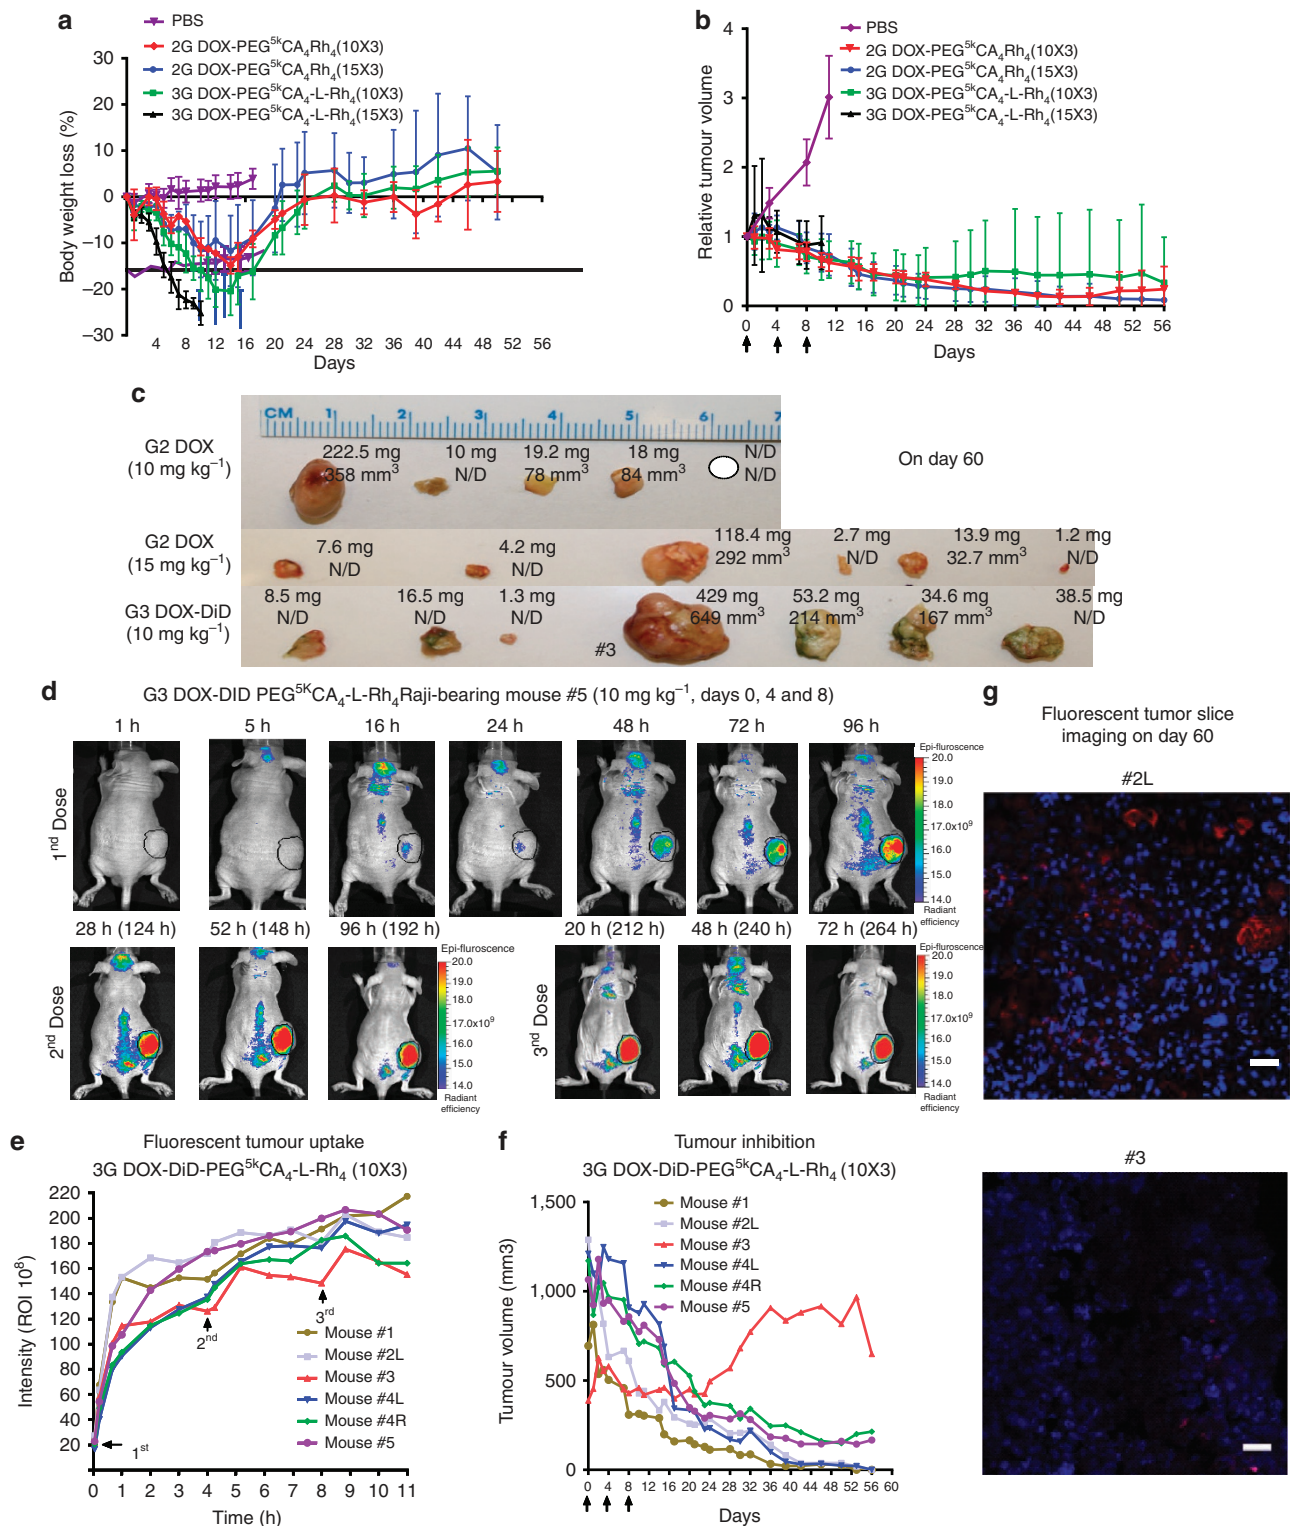 a
PBS
2G DOX-PEG5kCA4Rh4(10X3)
2G DOX-PEG5kCA4Rh4(15X3)
3G DOX-PEG5kCA4-L-Rh4(10X3)
3G DOX-PEG5kCA4-L-Rh4(15X3)
Body weight loss (%)
30
20
10
0
–10
–20
–30
4 8 12 16 20 24 28 32 36 40 44 48 52 56
Days
b
PBS
2G DOX-PEG5kCA4Rh4(10X3)
2G DOX-PEG5kCA4Rh4(15X3)
3G DOX-PEG5kCA4-L-Rh4(10X3)
3G DOX-PEG5kCA4-L-Rh4(15X3)
Relative tumour volume
4
3
2
1
0
0 4 8 12 16 20 24 28 32 36 40 44 48 52 56
Days
c
CM 1 2 3 4 5 6 7
G2 DOX
(10 mg kg–1)
222.5 mg 10 mg 19.2 mg 18 mg N/D
358 mm3 N/D 78 mm3 84 mm3 N/D
On day 60
G2 DOX
(15 mg kg–1)
7.6 mg 4.2 mg 118.4 mg 2.7 mg 13.9 mg 1.2 mg
N/D N/D 292 mm3 N/D 32.7 mm3 N/D
G3 DOX-DiD
(10 mg kg–1)
8.5 mg 16.5 mg 1.3 mg 429 mg 53.2 mg 34.6 mg 38.5 mg
N/D N/D N/D 649 mm3 214 mm3 167 mm3 N/D
#3
d
G3 DOX-DID PEG5KCA4-L-Rh4Raji-bearing mouse #5 (10 mg kg–1, days 0, 4 and 8)
1 h 5 h 16 h 24 h 48 h 72 h 96 h
1nd Dose
Epi-fluroscence
20.0
19.0
18.0
17.0x109
16.0
15.0
14.0
Radiant
efficiency
28 h (124 h) 52 h (148 h) 96 h (192 h)
2nd Dose
Epi-fluroscence
20.0
19.0
18.0
17.0x109
16.0
15.0
14.0
Radiant
efficiency
20 h (212 h) 48 h (240 h) 72 h (264 h)
3nd Dose
Epi-fluroscence
20.0
19.0
18.0
17.0x109
16.0
15.0
14.0
Radiant
efficiency
g
Fluorescent tumor slice
imaging on day 60
#2L
#3
e
Fluorescent tumour uptake
3G DOX-DiD-PEG5kCA4-L-Rh4 (10X3)
Intensity (ROI 108)
220
200
180
160
140
120
100
80
60
40
20
1st
2nd
3rd
Mouse #1
Mouse #2L
Mouse #3
Mouse #4L
Mouse #4R
Mouse #5
0 1 2 3 4 5 6 7 8 9 10 11
Time (h)
f
Tumour inhibition
3G DOX-DiD-PEG5kCA4-L-Rh4 (10X3)
Tumour volume (mm3)
1,500
1,000
500
0
Mouse #1
Mouse #2L
Mouse #3
Mouse #4L
Mouse #4R
Mouse #5
0 4 8 12 16 20 24 28 32 36 40 44 48 52 56 60
Days